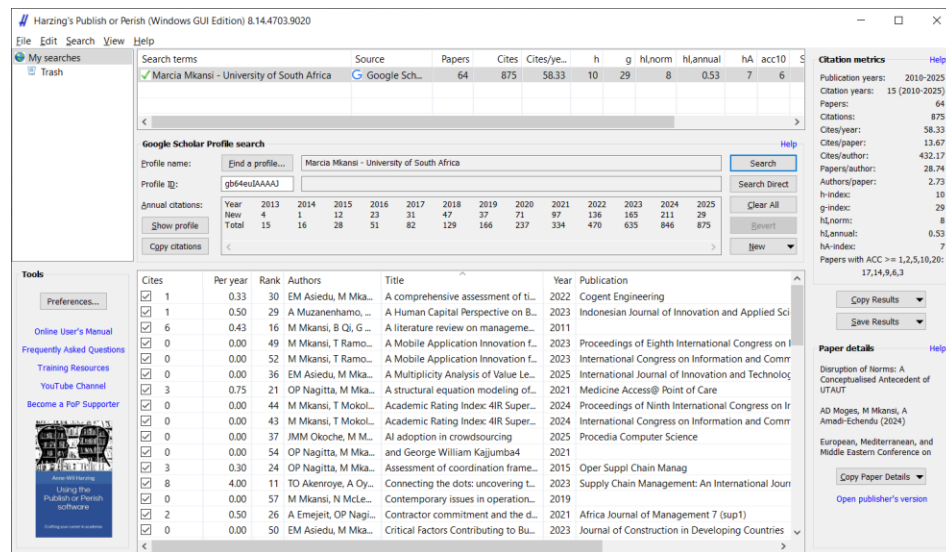 Harzing's Publish or Perish (Windows GUI Edition) 8.14.4703.9020
File Edit Search View Help
My searches
Trash
Search terms Source Papers Cites Cites/ye... h g hI,norm hI,annual hA acc10 S
Marcia Mkansi - University of South Africa G Google Sch... 64 875 58.33 10 29 8 0.53 7 6
Google Scholar Profile search Help
Profile name: Find a profile... Marcia Mkansi - University of South Africa Search
Profile ID: gb64euIAAAAJ Search Direct
Annual citations: Year 2013 2014 2015 2016 2017 2018 2019 2020 2021 2022 2023 2024 2025 Clear All
New 4 1 12 23 31 47 37 71 97 136 165 211 29
Show profile Total 15 16 28 51 82 129 166 237 334 470 635 846 875 Revert
Copy citations New
Cites Per year Rank Authors Title Year Publication
1 0.33 30 EM Asiedu, M Mka... A comprehensive assessment of ti... 2022 Cogent Engineering
1 0.50 29 A Muzanenhamo, ... A Human Capital Perspective on B... 2023 Indonesian Journal of Innovation and Applied Sci
6 0.43 16 M Mkansi, B Qi, G ... A literature review on manageme... 2011
0 0.00 49 M Mkansi, T Ramo... A Mobile Application Innovation f... 2023 Proceedings of Eighth International Congress on I
0 0.00 52 M Mkansi, T Ramo... A Mobile Application Innovation f... 2023 International Congress on Information and Comm
0 0.00 36 EM Asiedu, M Mka... A Multiplicity Analysis of Value Le... 2025 International Journal of Innovation and Technolog
3 0.75 21 OP Nagitta, M Mka... A structural equation modeling of... 2021 Medicine Access@ Point of Care
0 0.00 44 M Mkansi, T Mokol... Academic Rating Index: 4IR Super... 2024 Proceedings of Ninth International Congress on Ir
0 0.00 43 M Mkansi, T Mokol... Academic Rating Index: 4IR Super... 2024 International Congress on Information and Comm
0 0.00 37 JMM Okoche, M M... AI adoption in crowdsourcing 2025 Procedia Computer Science
0 0.00 54 OP Nagitta, M Mka... and George William Kajjumba4 2021
3 0.30 24 OP Nagitta, M Mka... Assessment of coordination frame... 2015 Oper Suppl Chain Manag
8 4.00 11 TO Akenroye, A Oy... Connecting the dots: uncovering t... 2023 Supply Chain Management: An International Jour
0 0.00 57 M Mkansi, N McLe... Contemporary issues in operation... 2019
2 0.50 26 A Emejeit, OP Nagi... Contractor commitment and the d... 2021 Africa Journal of Management 7 (sup1)
0 0.00 50 EM Asiedu, M Mka... Critical Factors Contributing to Bu... 2023 Journal of Construction in Developing Countries
Tools
Preferences...
Online User's Manual
Frequently Asked Questions
Training Resources
YouTube Channel
Become a PoP Supporter
Anne-Wil Harzing
Using the
Publish or Perish
software
Citation metrics Help
Publication years: 2010-2025
Citation years: 15 (2010-2025)
Papers: 64
Citations: 875
Cites/year: 58.33
Cites/paper: 13.67
Cites/author: 432.17
Papers/author: 28.74
Authors/paper: 2.73
h-index: 10
g-index: 29
hI,norm: 8
hI,annual: 0.53
hA-index: 7
Papers with ACC >= 1,2,5,10,20:
17,14,9,6,3
Copy Results
Save Results
Paper details Help
Disruption of Norms: A
Conceptualised Antecedent of
UTAUT
AD Moges, M Mkansi, A
Amadi-Echendu (2024)
European, Mediterranean, and
Middle Eastern Conference on
Copy Paper Details
Open publisher's version